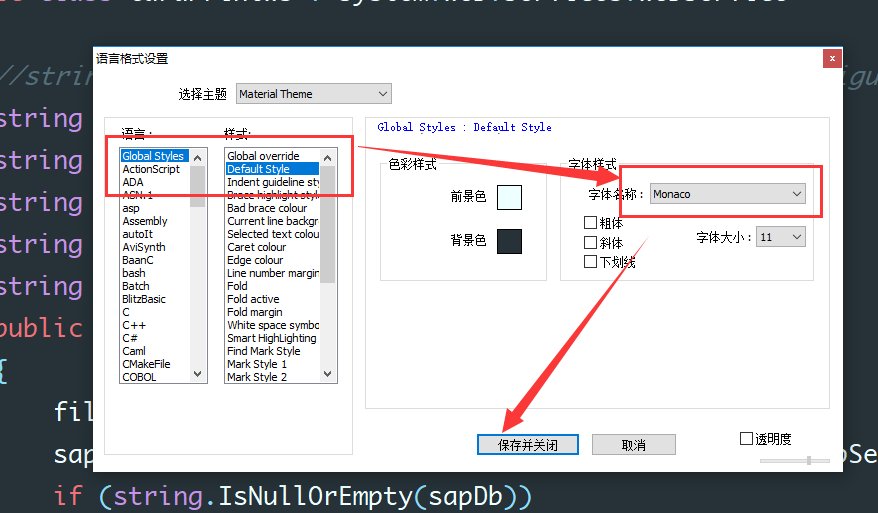 语言格式设置
x
//strin
igu
string
string
string
string
string
public
{
fil
sap
pSe
if (string.IsNullOrEmpty(sapDb))
选择主题
Material Theme
语言:
Global Styles
ActionScript
ADA
ASN.1
asp
Assembly
autoIt
AviSynth
BaanC
bash
Batch
BlitzBasic
C
C++
C#
Caml
CMakeFile
COBOL
样式:
Global override
Default Style
Indent guideline sty
Brace highlight style
Bad brace colour
Current line backgr
Selected text colou
Caret colour
Edge colour
Line number margin
Fold
Fold active
Fold margin
White space symbo
Smart HighLighting
Find Mark Style
Mark Style 1
Mark Style 2
Global Styles : Default Style
色彩样式
前景色
背景色
字体样式
字体名称:
Monaco
粗体
斜体
下划线
字体大小:
11
保存并关闭
取消
透明度